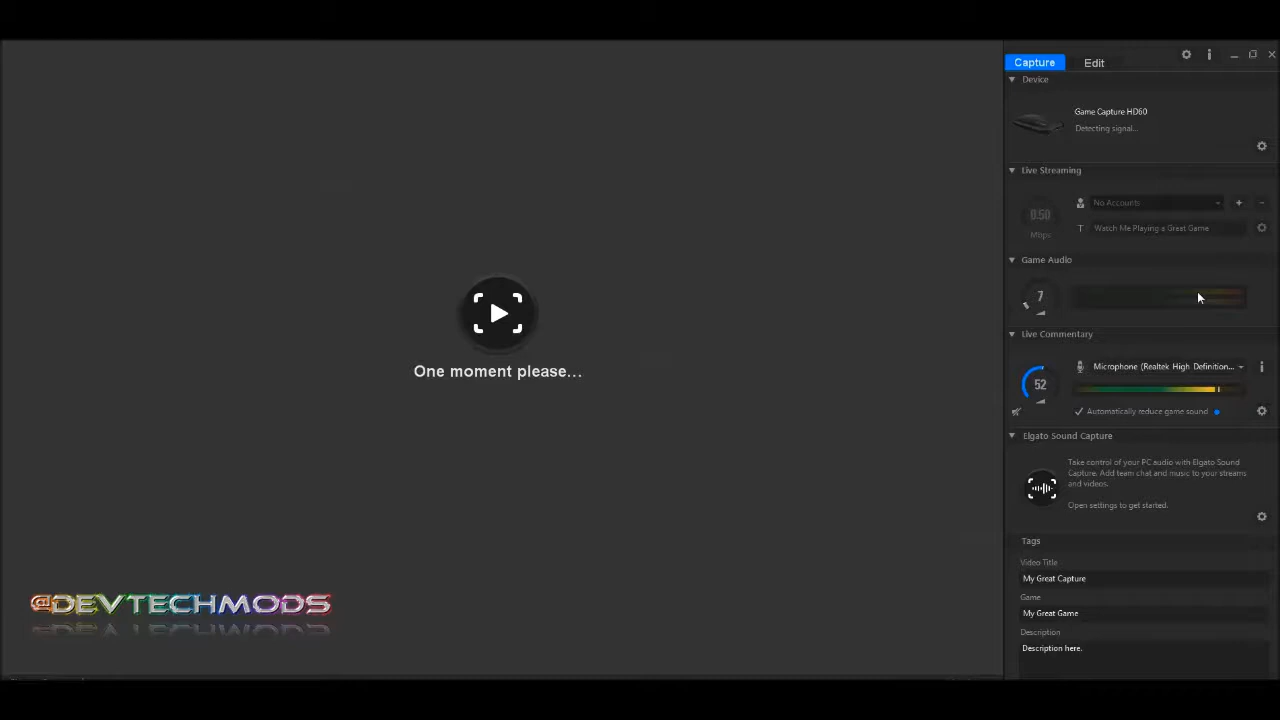 Capture Edit
Device
Game Capture HD60
Detecting signal...
Live Streaming
No Accounts
0.50
Mbps
T Watch Me Playing a Great Game
Game Audio
7
Live Commentary
Microphone (Realtek High Definition...
52
Automatically reduce game sound
Elgato Sound Capture
Take control of your PC audio with Elgato Sound
Capture. Add team chat and music to your streams
and videos.
Open settings to get started.
Tags
Video Title
My Great Capture
Game
My Great Game
Description
Description here.
One moment please...
@DEVTECHMODS